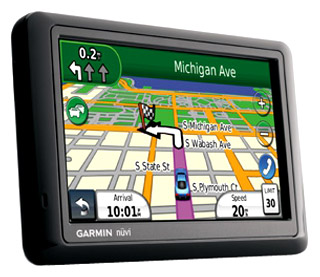 0.2
Michigan Ave
S Michigan Ave
S Wabash Ave
S State St
S Plymouth Ct
LIMIT
30
Arrival
10:01
Speed
20
GARMIN nüvi